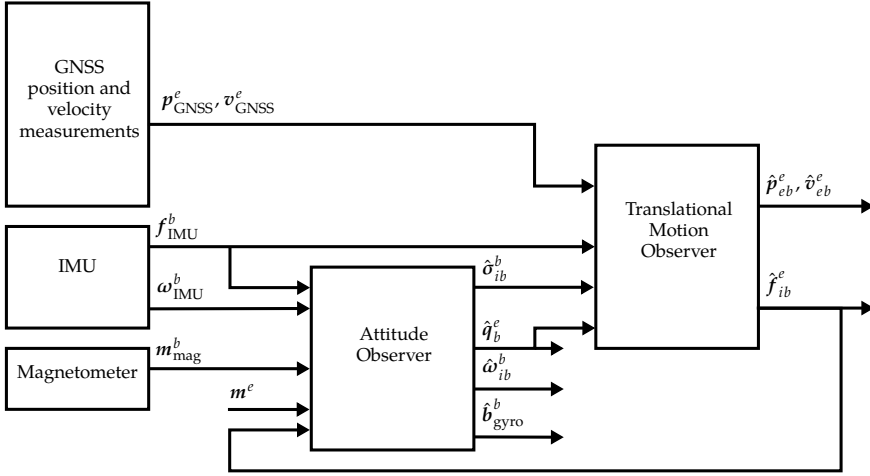 GNSS
position and
velocity
measurements
p^e_GNSS, v^e_GNSS
IMU
f^b_IMU
ω^b_IMU
Magnetometer
m^b_mag
m^e
Attitude
Observer
σ̂^b_ib
q̂^e_b
ω̂^b_ib
b̂^b_gyro
Translational
Motion
Observer
p̂^e_eb, v̂^e_eb
f̂^e_ib